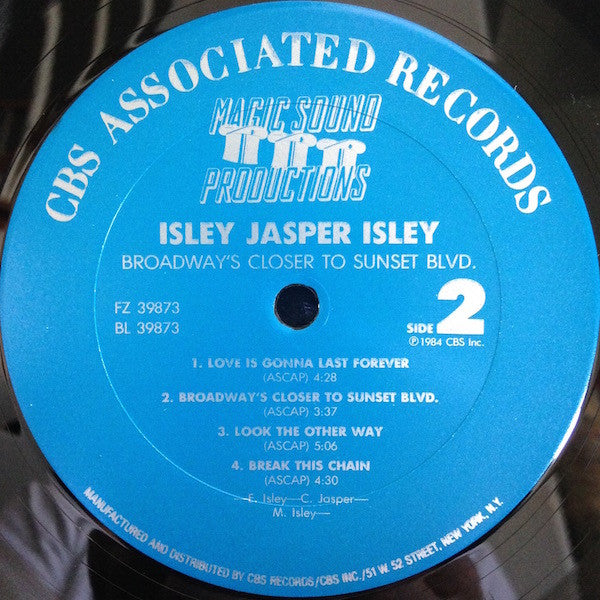 CBS ASSOCIATED RECORDS
MAGIC SOUND
PRODUCTIONS
ISLEY JASPER ISLEY
BROADWAY'S CLOSER TO SUNSET BLVD.
FZ 39873
BL 39873
SIDE 2
℗ 1984 CBS Inc.
1. LOVE IS GONNA LAST FOREVER
(ASCAP) 4:28
2. BROADWAY'S CLOSER TO SUNSET BLVD.
(ASCAP) 3:37
3. LOOK THE OTHER WAY
(ASCAP) 5:06
4. BREAK THIS CHAIN
(ASCAP) 4:30
—E. Isley—C. Jasper—
M. Isley—
MANUFACTURED AND DISTRIBUTED BY CBS RECORDS/CBS INC./51 W. 52 STREET, NEW YORK, N.Y.